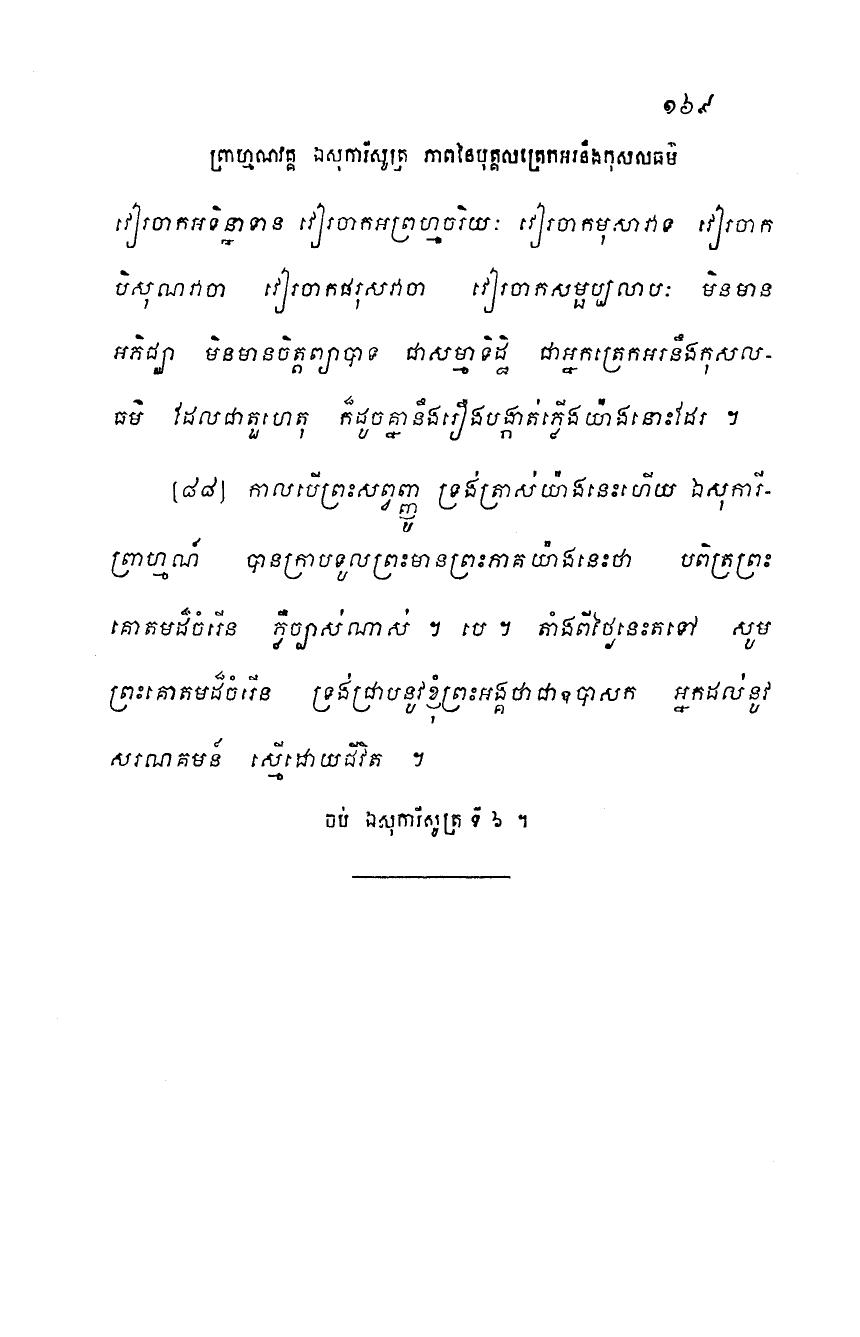 ១៦៩
ព្រាហ្មណវគ្គ ឯសុការីសូត្រ ភាពនៃបុគ្គលត្រេកអរនឹងកុសលធម៌
វៀរចាកអទិន្នាទាន វៀរចាកអព្រហ្មចរិយៈ វៀរចាកមុសាវាទ វៀរចាក
បិសុណវាចា វៀរចាកផរុសវាចា វៀរចាកសម្ផប្បលាបៈ មិនមាន
អភិជ្ឈា មិនមានចិត្តព្យាបាទ ជាសម្មាទិដ្ឋិ ជាអ្នកត្រេកអរនឹងកុសល-
ធម៌ ដែលជាតួហេតុ ក៏ដូចគ្នានឹងរឿងបង្កាត់ភ្លើងយ៉ាងនោះដែរ ។
[៨៨] កាលបើព្រះសព្វញ្ញូ ទ្រង់ត្រាស់យ៉ាងនេះហើយ ឯសុការី-
ព្រាហ្មណ៍ បានក្រាបទូលព្រះមានព្រះភាគយ៉ាងនេះថា បពិត្រព្រះ
គោតមដ៏ចំរើន ភ្លឺច្បាស់ណាស់ ។ បេ ។ តាំងពីថ្ងៃនេះតទៅ សូម
ព្រះគោតមដ៏ចំរើន ទ្រង់ជ្រាបនូវខ្ញុំព្រះអង្គថាជាឧបាសក អ្នកដល់នូវ
សរណគមន៍ ស្មើដោយជីវិត ។
ចប់ ឯសុការីសូត្រ ទី ៦ ។